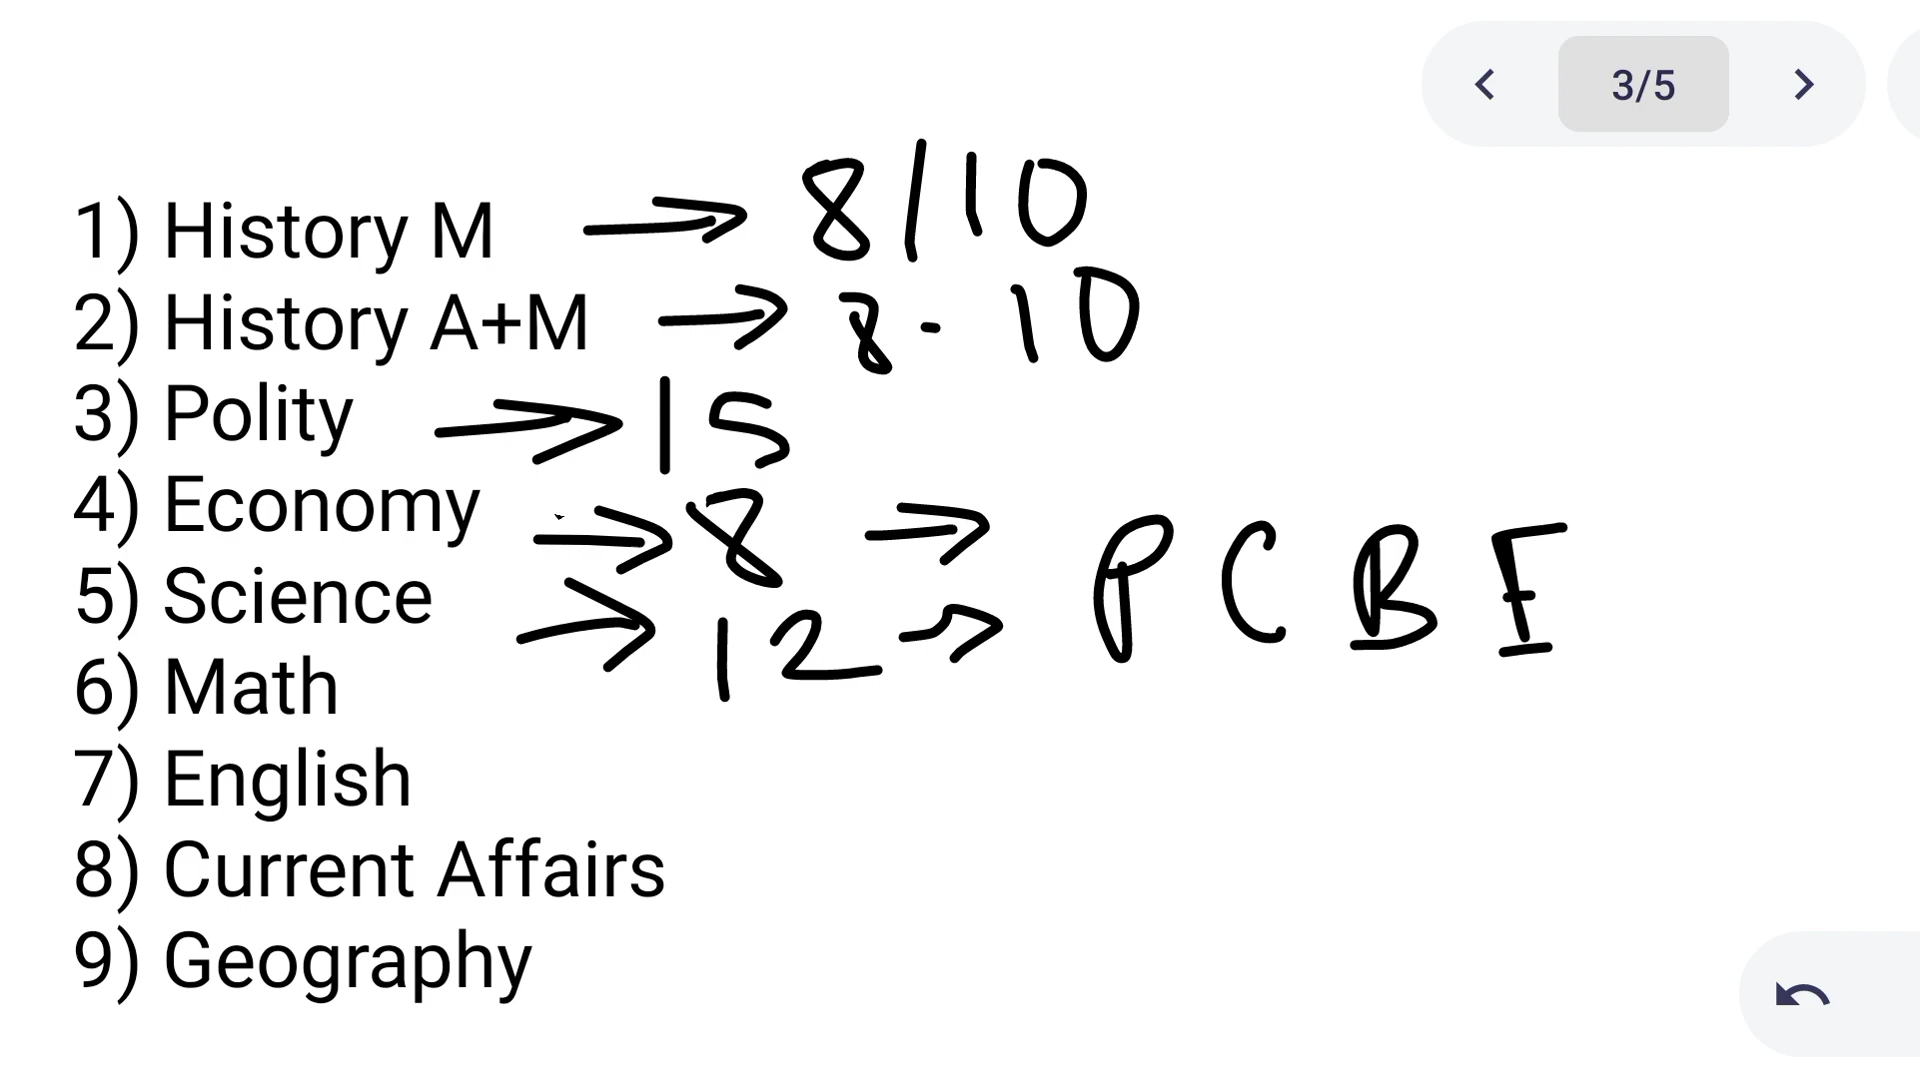 3/5
1) History M → 8/10
2) History A+M → 8-10
3) Polity → 15
4) Economy → 8 →
5) Science → 12 → P C B E
6) Math
7) English
8) Current Affairs
9) Geography